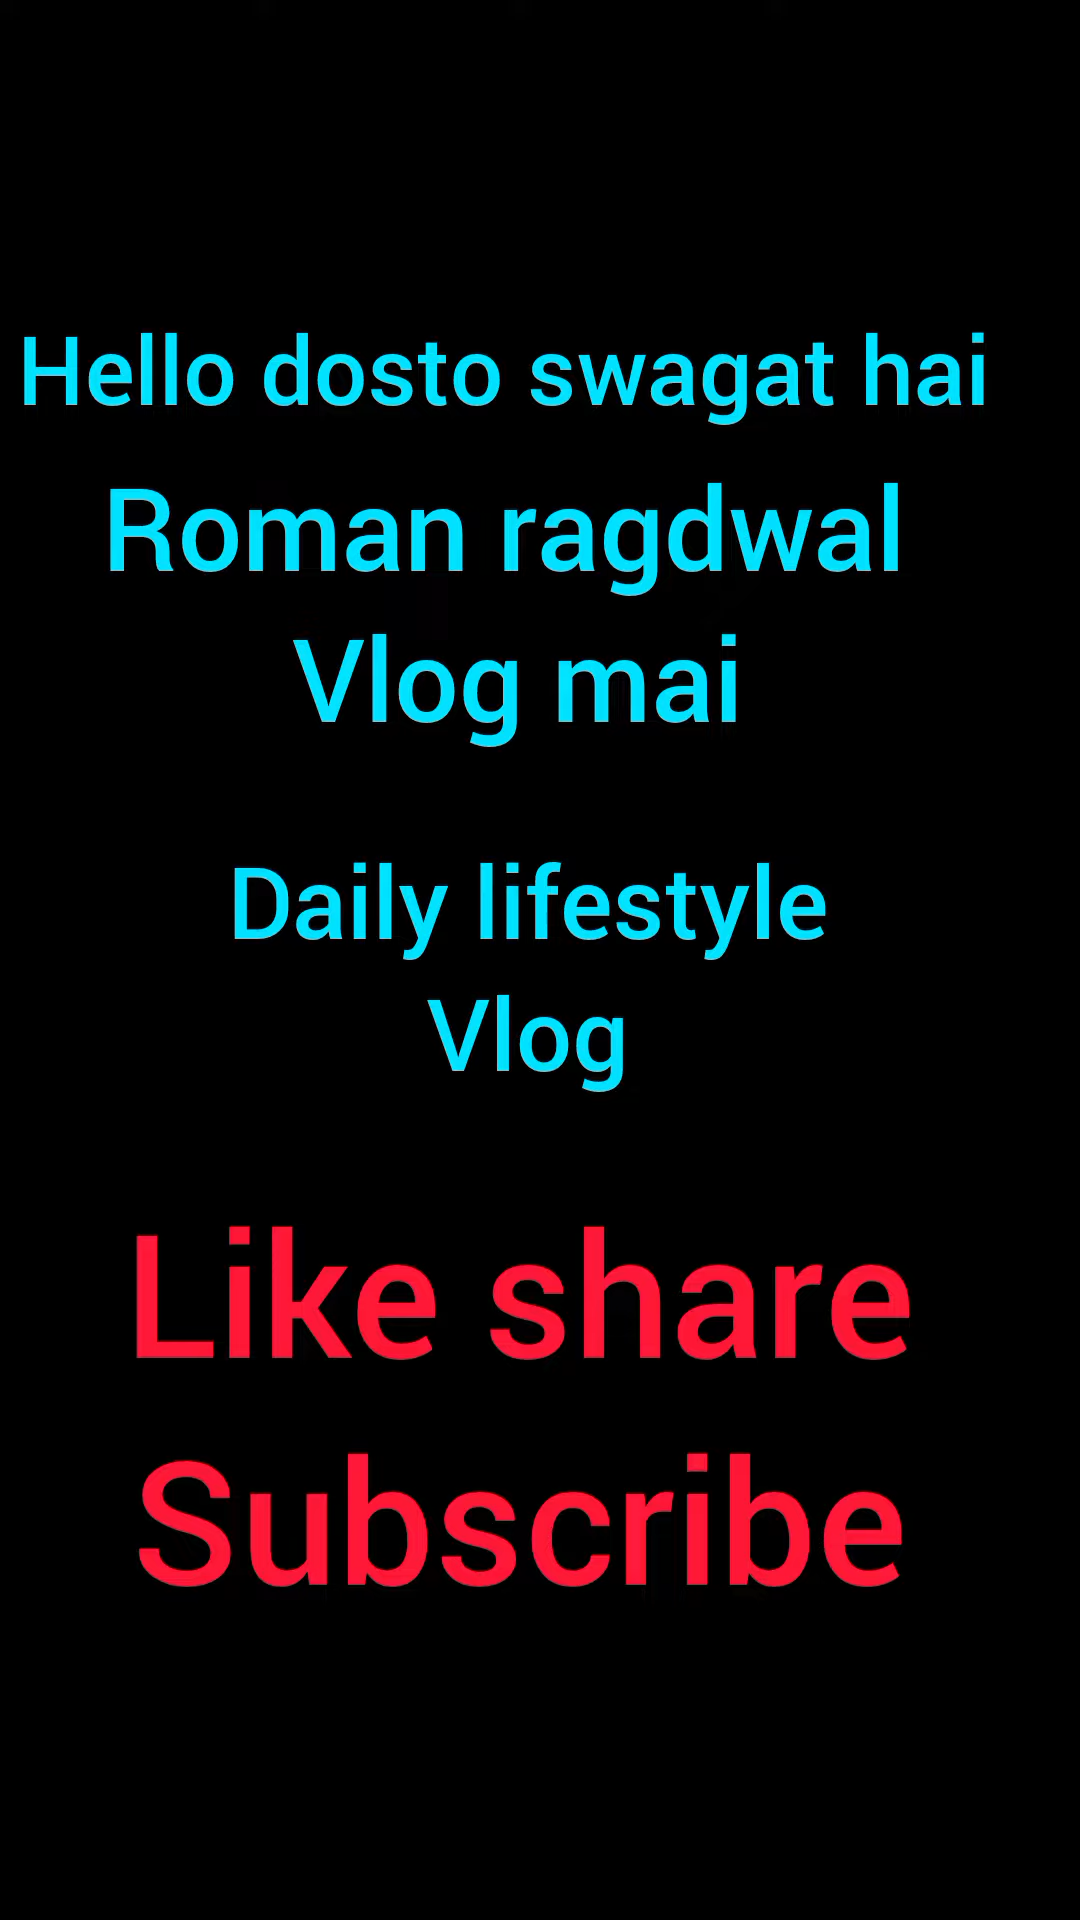 Hello dosto swagat hai
Roman ragdwal
Vlog mai
Daily lifestyle
Vlog
Like share
Subscribe